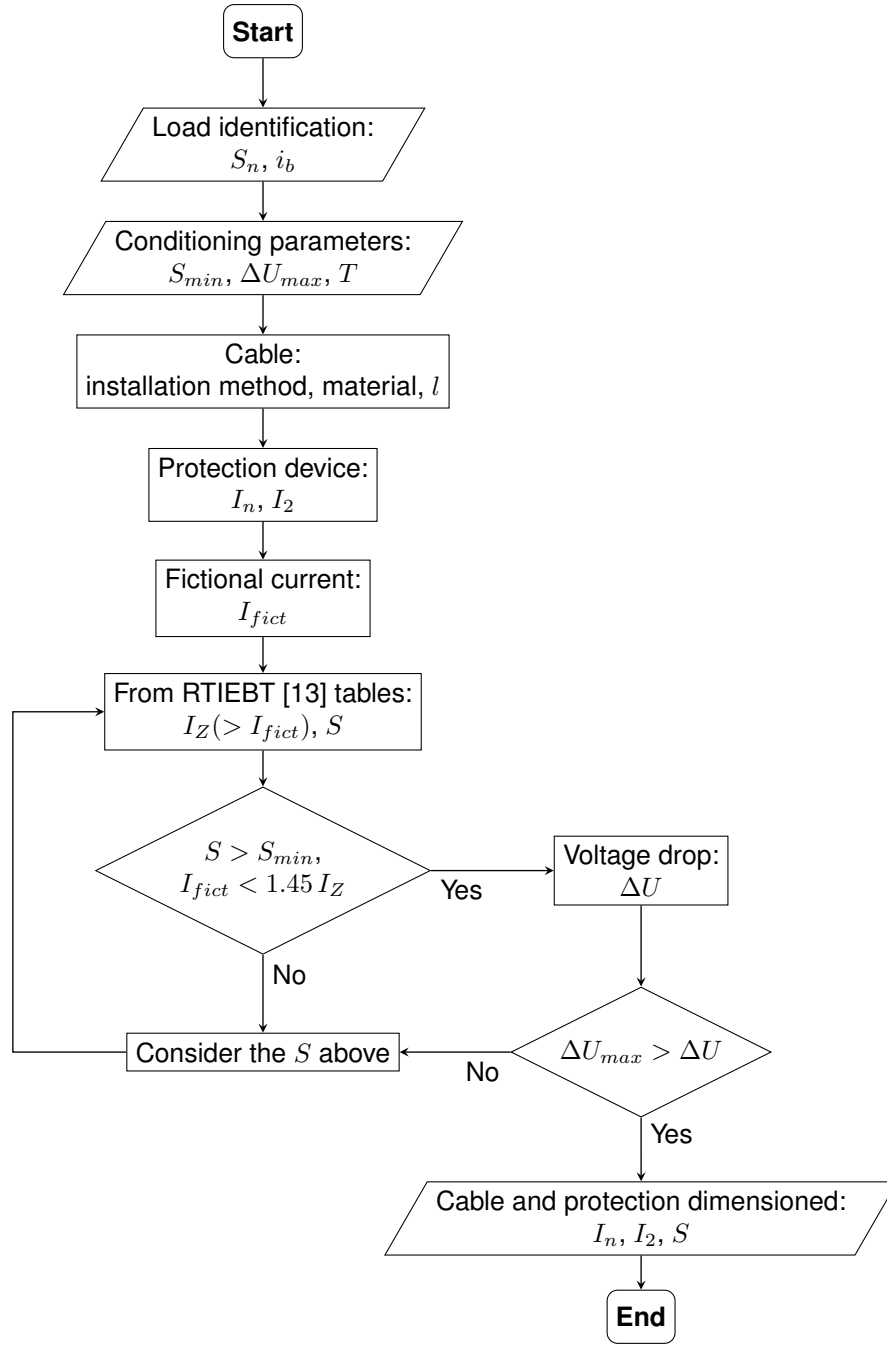 Start
Load identification:
S_n, i_b
Conditioning parameters:
S_min, ΔU_max, T
Cable:
installation method, material, l
Protection device:
I_n, I_2
Fictional current:
I_fict
From RTIEBT [13] tables:
I_Z(> I_fict), S
S > S_min,
I_fict < 1.45 I_Z
Yes
Voltage drop:
ΔU
No
Consider the S above
ΔU_max > ΔU
No
Yes
Cable and protection dimensioned:
I_n, I_2, S
End